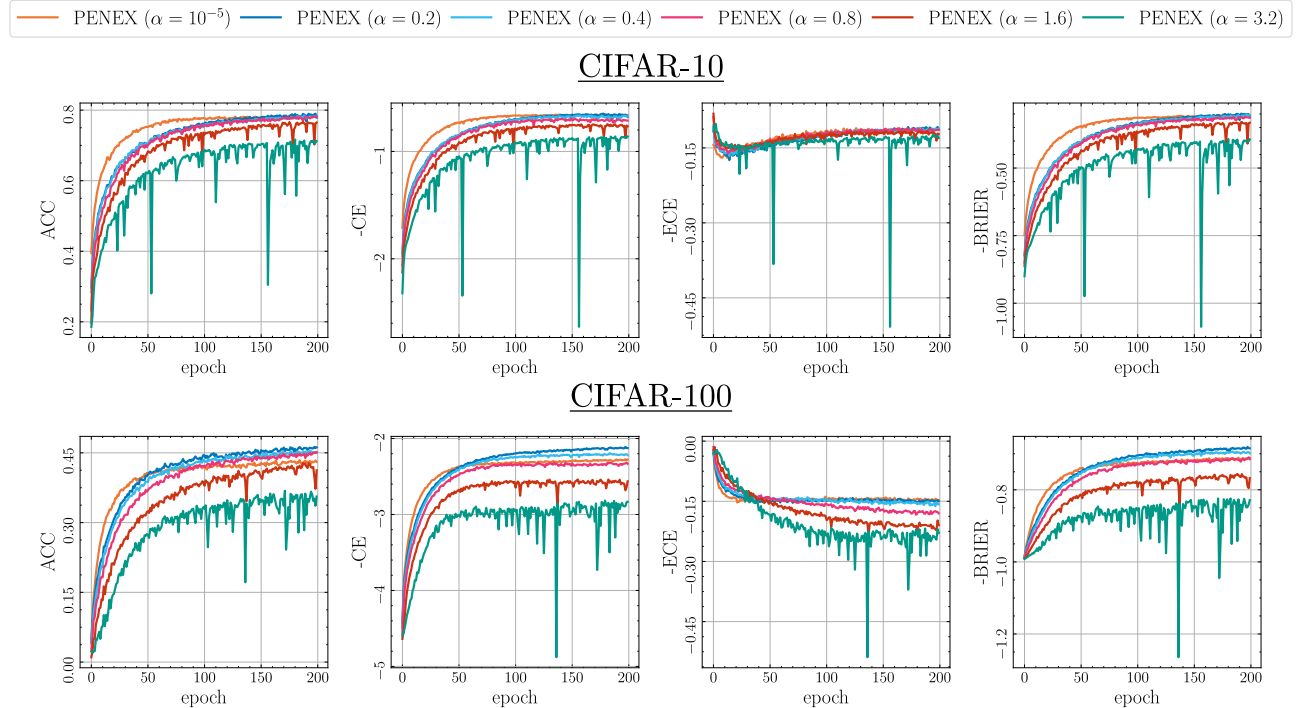 PENEX (α = 10⁻⁵) PENEX (α = 0.2) PENEX (α = 0.4) PENEX (α = 0.8) PENEX (α = 1.6) PENEX (α = 3.2)
CIFAR-10
ACC
0.8
0.6
0.4
0.2
0 50 100 150 200
epoch
-CE
−1
−2
0 50 100 150 200
epoch
-ECE
−0.15
−0.30
−0.45
0 50 100 150 200
epoch
-BRIER
−0.50
−0.75
−1.00
0 50 100 150 200
epoch
CIFAR-100
ACC
0.45
0.30
0.15
0.00
0 50 100 150 200
epoch
-CE
−2
−3
−4
−5
0 50 100 150 200
epoch
-ECE
0.00
−0.15
−0.30
−0.45
0 50 100 150 200
epoch
-BRIER
−0.8
−1.0
−1.2
0 50 100 150 200
epoch